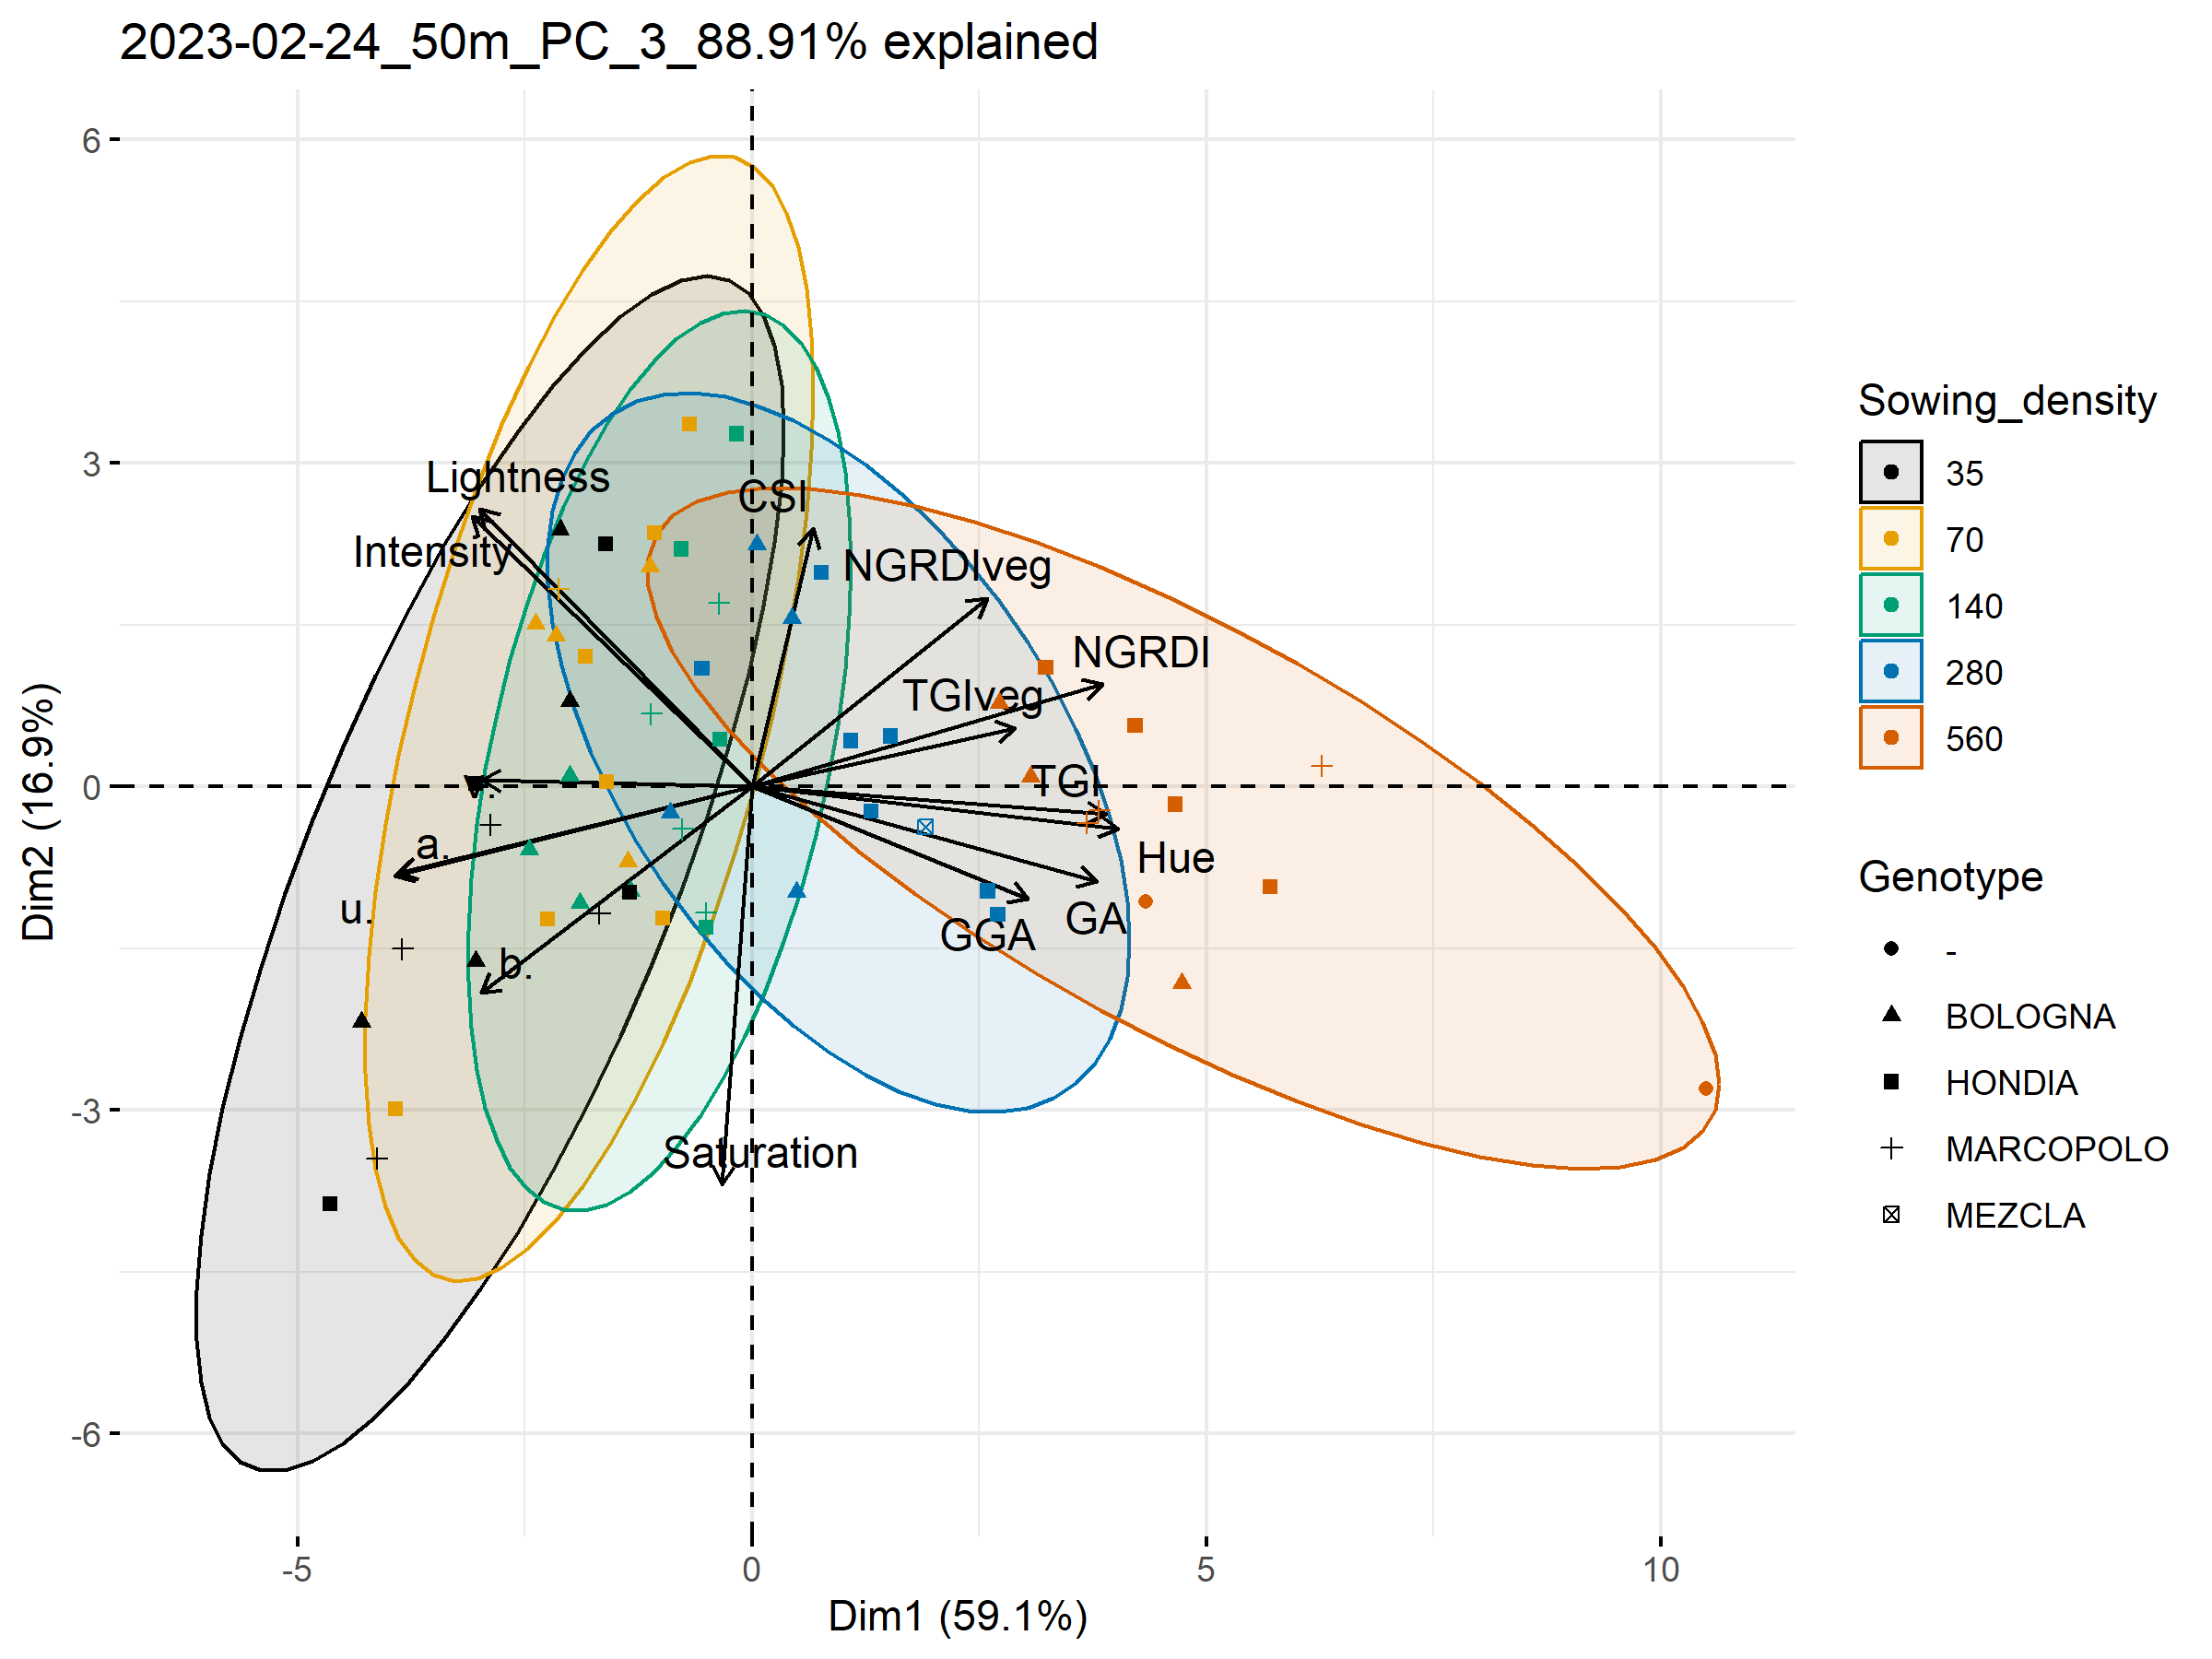 2023-02-24_50m_PC_3_88.91% explained
6
3
0
-3
-6
Dim2 (16.9%)
-5
0
5
10
Dim1 (59.1%)
Lightness
Intensity
CSI
NGRDIveg
NGRDI
TGIveg
TGI
Hue
GA
GGA
v.
a.
u.
b.
Saturation
Sowing_density
35
70
140
280
560
Genotype
-
BOLOGNA
HONDIA
MARCOPOLO
MEZCLA